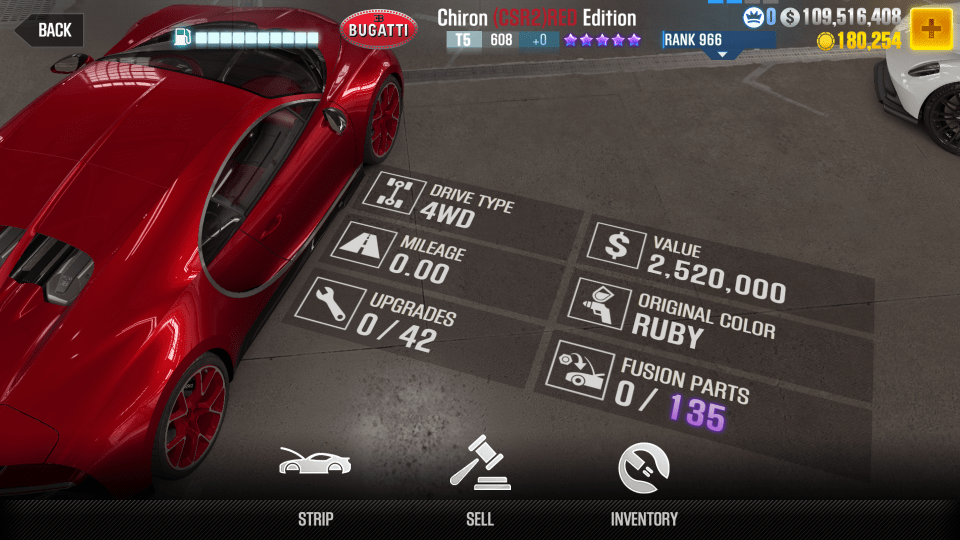 BACK
BUGATTI
Chiron (CSR2)RED Edition
T5 608 +0
RANK 966
0 $ 109,516,408
180,254
DRIVE TYPE
4WD
MILEAGE
0.00
UPGRADES
0/42
VALUE
2,520,000
ORIGINAL COLOR
RUBY
FUSION PARTS
0/ 135
STRIP
SELL
INVENTORY